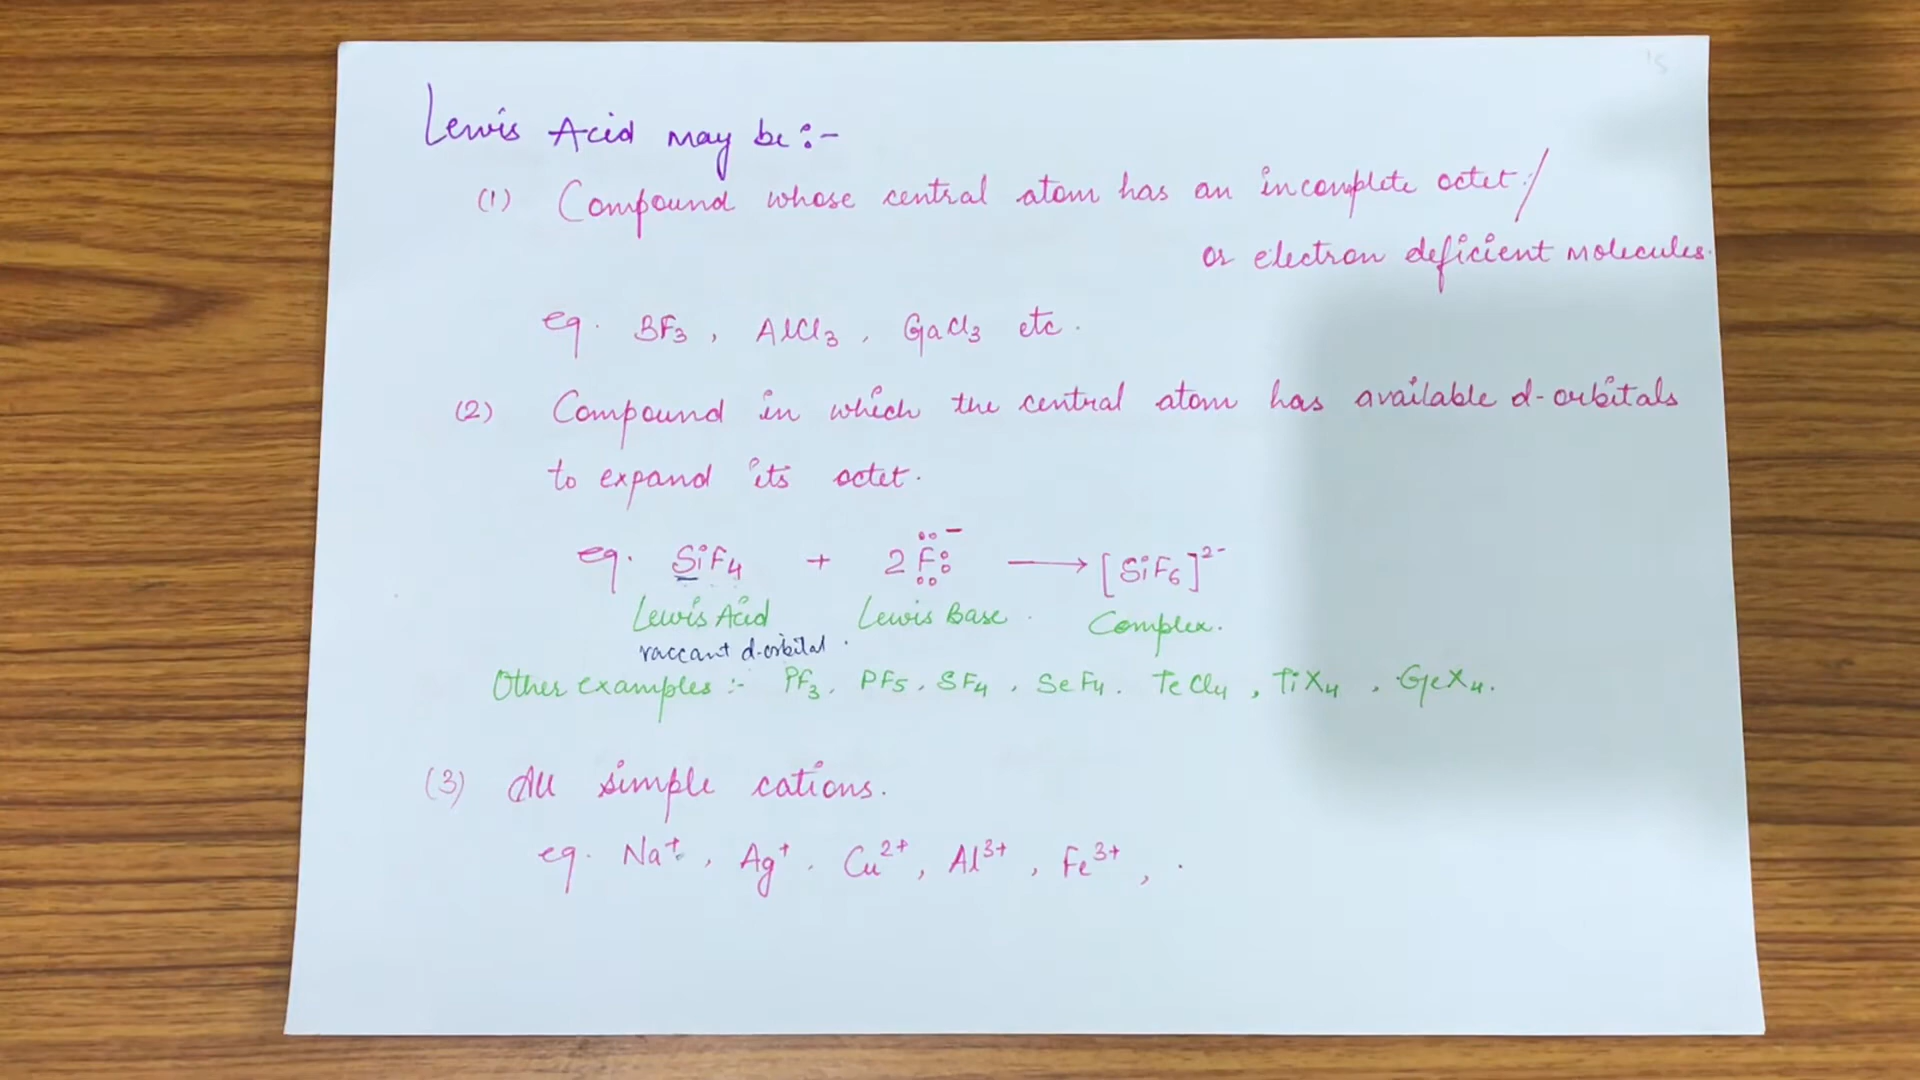 Lewis Acid may be :-
(1) Compound whose central atom has an incomplete octet /
or electron deficient molecules.
eg. BF₃, AlCl₃, GaCl₃ etc.
(2) Compound in which the central atom has available d-orbitals
to expand its octet.
eg. SiF₄ + 2F⁻ ⟶ [SiF₆]²⁻
Lewis Acid Lewis Base Complex.
vaccant d-orbital.
Other examples :- PF₃, PF₅, SF₄, SeF₄, TeCl₄, TiX₄, GeX₄.
(3) All simple cations.
eg. Na⁺, Ag⁺, Cu²⁺, Al³⁺, Fe³⁺,